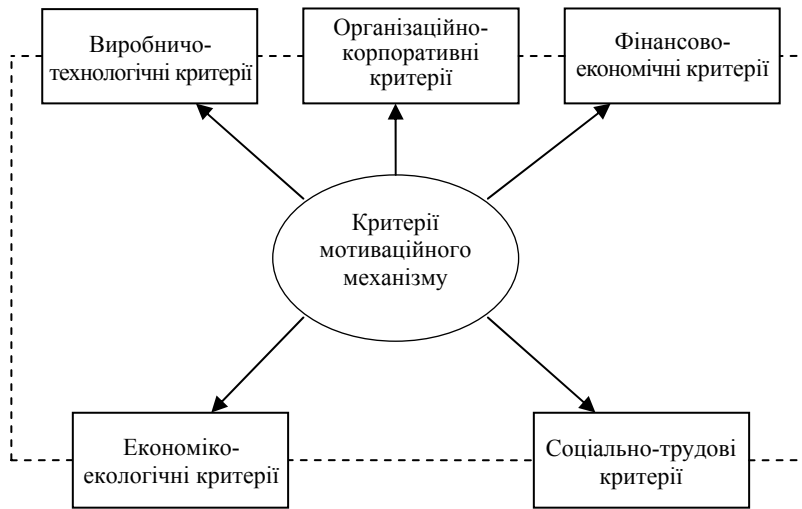 Виробничо-
технологічні критерії
Організаційно-
корпоративні
критерії
Фінансово-
економічні критерії
Критерії
мотиваційного
механізму
Економіко-
екологічні критерії
Соціально-трудові
критерії